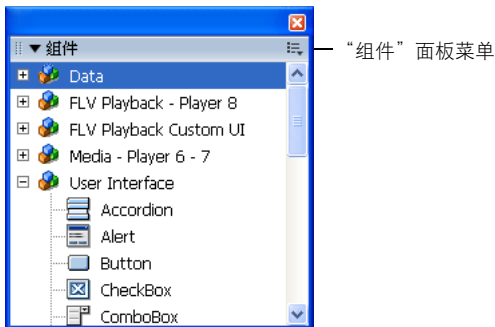 组件
“组件”面板菜单
Data
FLV Playback - Player 8
FLV Playback Custom UI
Media - Player 6 - 7
User Interface
Accordion
Alert
Button
CheckBox
ComboBox